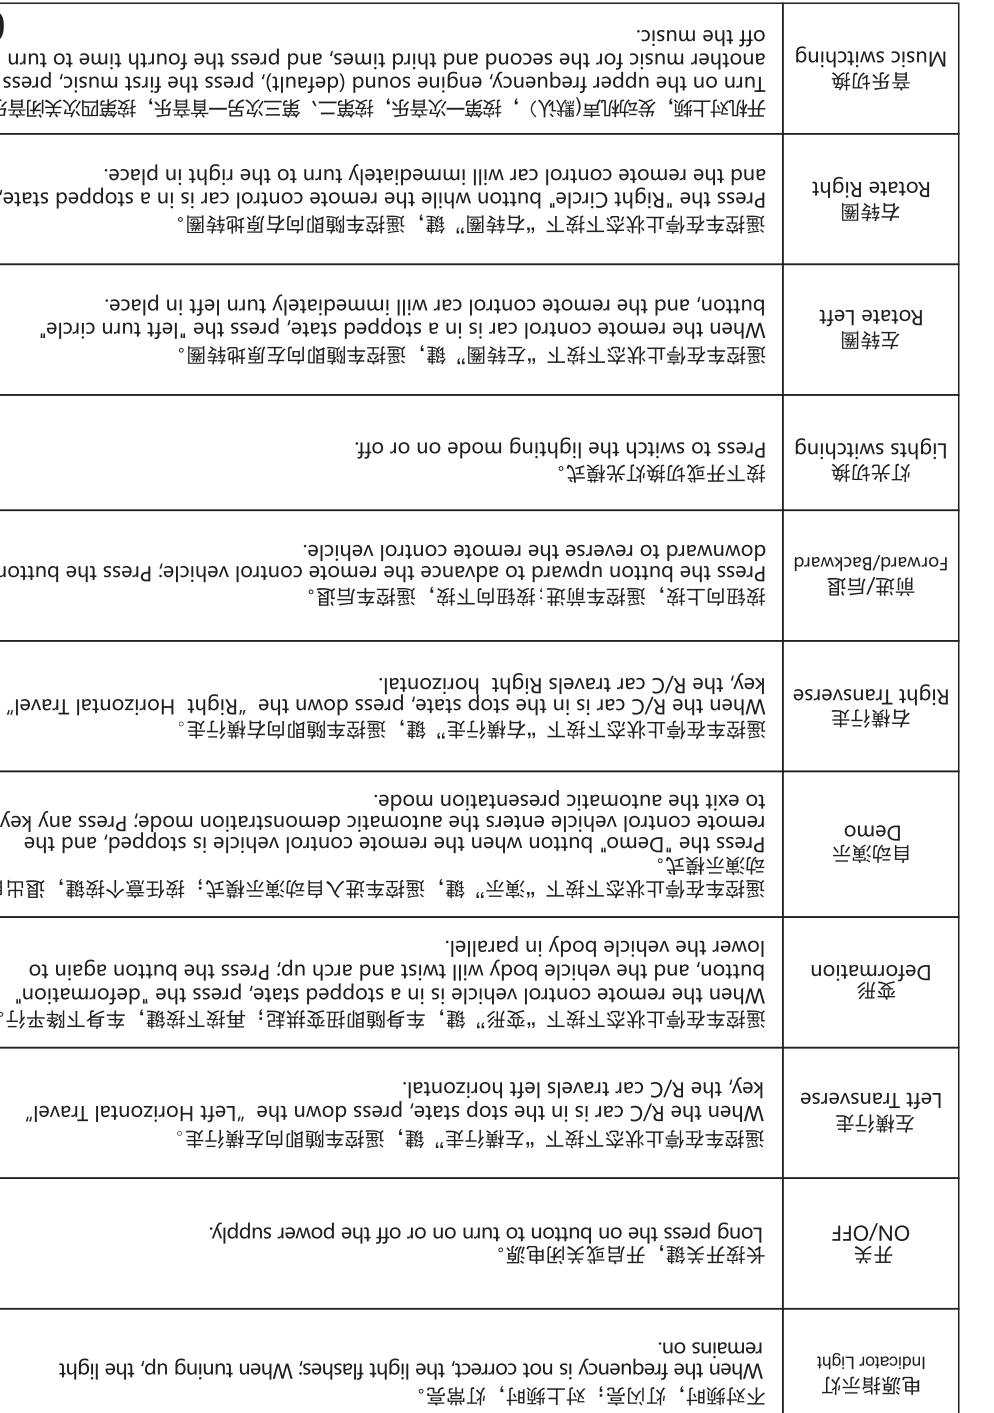 电源指示灯
Indicator Light
不对频时，灯闪亮；对上频时，灯常亮。
When the frequency is not correct, the light flashes; When tuning up, the light
remains on.
开关
ON/OFF
长按开关键，开启或关闭电源。
Long press the on button to turn on or off the power supply.
左横行走
Left Transverse
遥控车在停止状态下按下“左横行走”键，遥控车随即向左横行走。
When the R/C car is in the stop state, press down the “Left Horizontal Travel”
key, the R/C car travels left horizontal.
变形
Deformation
遥控车在停止状态下按下“变形”键，车身随即扭变拱起；再按下按键，车身下降平行。
When the remote control vehicle is in a stopped state, press the "deformation"
button, and the vehicle body will twist and arch up; Press the button again to
lower the vehicle body in parallel.
自动演示
Demo
遥控车在停止状态下按下“演示”键，遥控车进入自动演示模式；按任意个按键，退出
动演示模式。
Press the "Demo" button when the remote control vehicle is stopped, and the
remote control vehicle enters the automatic demonstration mode; Press any key
to exit the automatic presentation mode.
右横行走
Right Transverse
遥控车在停止状态下按下“右横行走”键，遥控车随即向右横行走。
When the R/C car is in the stop state, press down the “Right Horizontal Travel”
key, the R/C car travels Right horizontal.
前进/后退
Forward/Backward
按钮向上按，遥控车前进;按钮向下按，遥控车后退。
Press the button upward to advance the remote control vehicle; Press the button
downward to reverse the remote control vehicle.
灯光切换
Lights switching
按下开或切换灯光模式。
Press to switch the lighting mode on or off.
左转圈
Rotate Left
遥控车在停止状态下按下“左转圈”键，遥控车随即向左原地转圈。
When the remote control car is in a stopped state, press the "left turn circle"
button, and the remote control car will immediately turn left in place.
右转圈
Rotate Right
遥控车在停止状态下按下“右转圈”键，遥控车随即向右原地转圈。
Press the "Right Circle" button while the remote control car is in a stopped state,
and the remote control car will immediately turn to the right in place.
音乐切换
Music switching
开机对上频，发动机声(默认)，按第一次音乐，按第二、第三次另一首音乐，按第四次关闭音
Turn on the upper frequency, engine sound (default), press the first music, press
another music for the second and third times, and press the fourth time to turn
off the music.